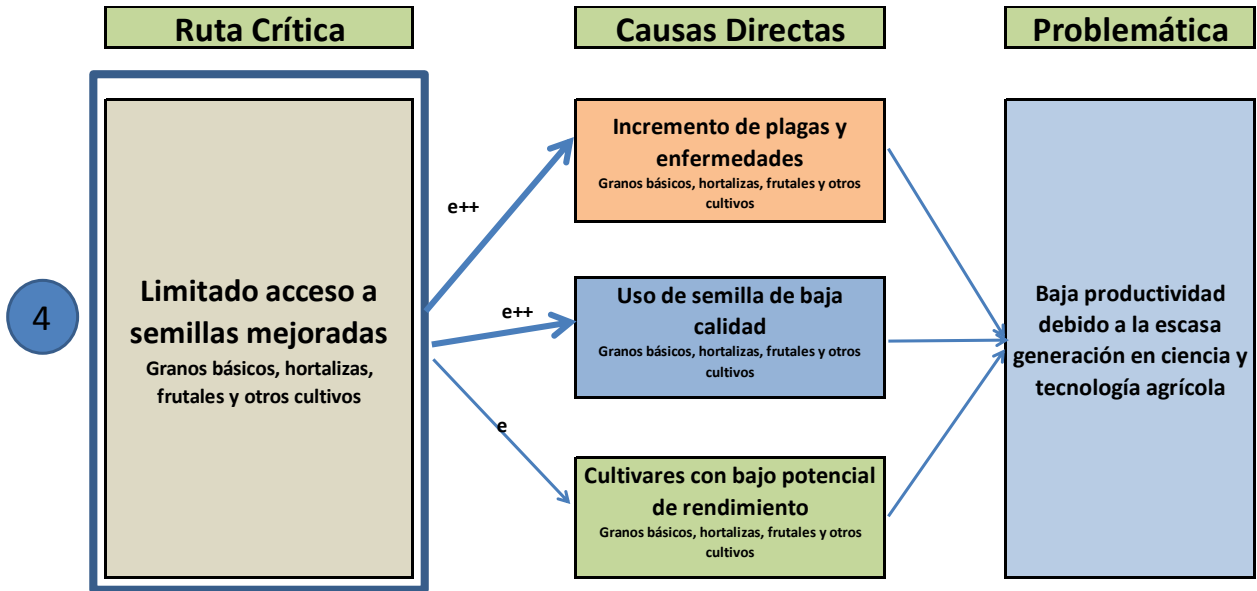 Ruta Crítica
Causas Directas
Problemática
4
Limitado acceso a
semillas mejoradas
Granos básicos, hortalizas,
frutales y otros cultivos
e++
e++
e
Incremento de plagas y
enfermedades
Granos básicos, hortalizas, frutales y otros
cultivos
Uso de semilla de baja
calidad
Granos básicos, hortalizas, frutales y otros
cultivos
Cultivares con bajo potencial
de rendimiento
Granos básicos, hortalizas, frutales y otros
cultivos
Baja productividad
debido a la escasa
generación en ciencia y
tecnología agrícola